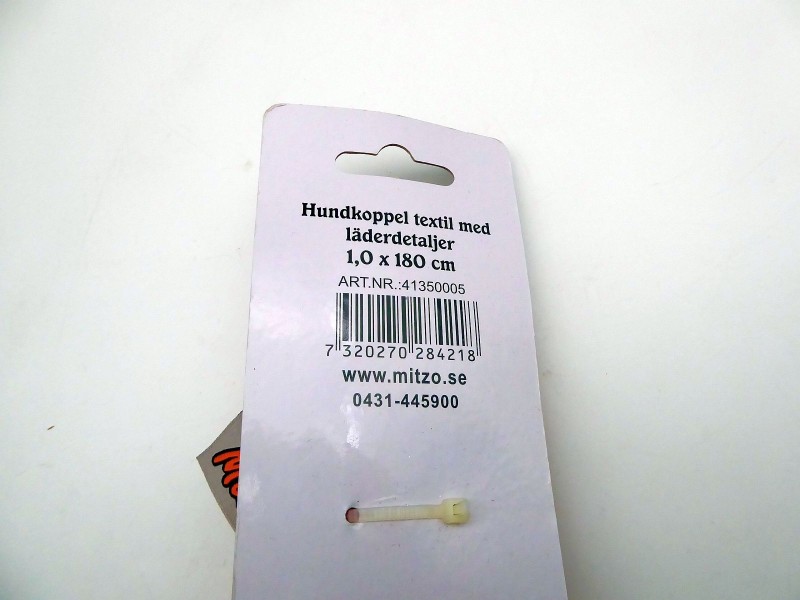 Hundkoppel textil med
läderdetaljer
1,0 x 180 cm
ART.NR.:41350005
7 320270 284218
www.mitzo.se
0431-445900